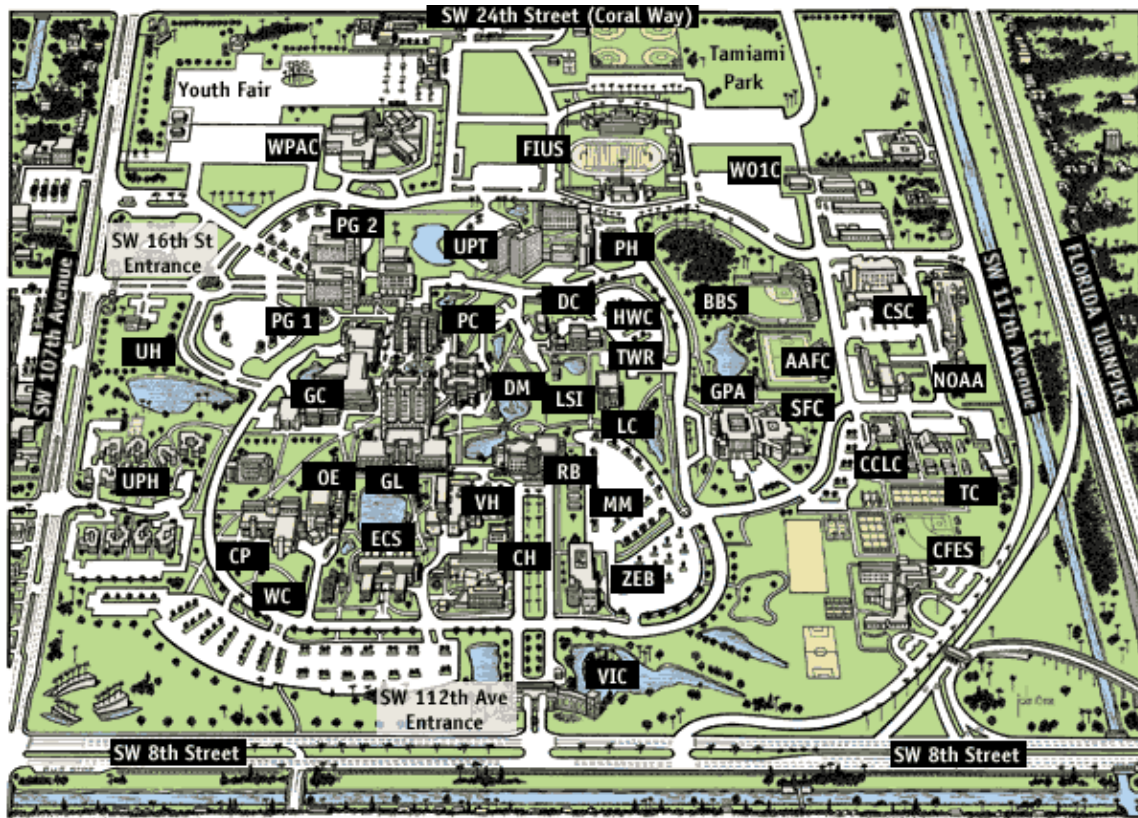 SW 24th Street (Coral Way)
Tamiami
Park
Youth Fair
WPAC
FIUS
WO1C
PG 2
SW 16th St
Entrance
UPT
PH
SW 107th Avenue
SW 117th Avenue
FLORIDA TURNPIKE
DC
BBS
CSC
PG 1
PC
HWC
UH
TWR
AAFC
NOAA
GC
DM
LSI
GPA
SFC
LC
UPH
OE
GL
RB
CCLC
TC
VH
MM
CP
ECS
CH
CFES
WC
ZEB
VIC
SW 112th Ave
Entrance
SW 8th Street
SW 8th Street